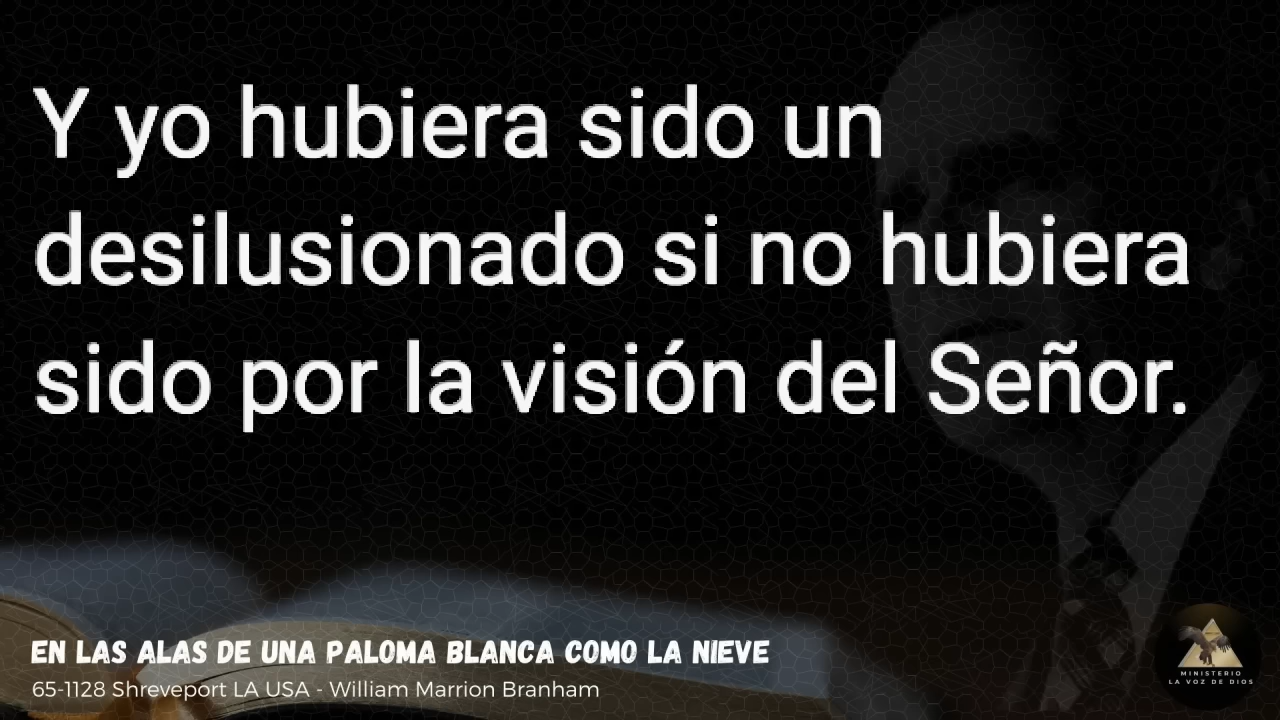 Y yo hubiera sido un
desilusionado si no hubiera
sido por la visión del Señor.
EN LAS ALAS DE UNA PALOMA BLANCA COMO LA NIEVE
65-1128 Shreveport LA USA - William Marrion Branham
MINISTERIO
LA VOZ DE DIOS